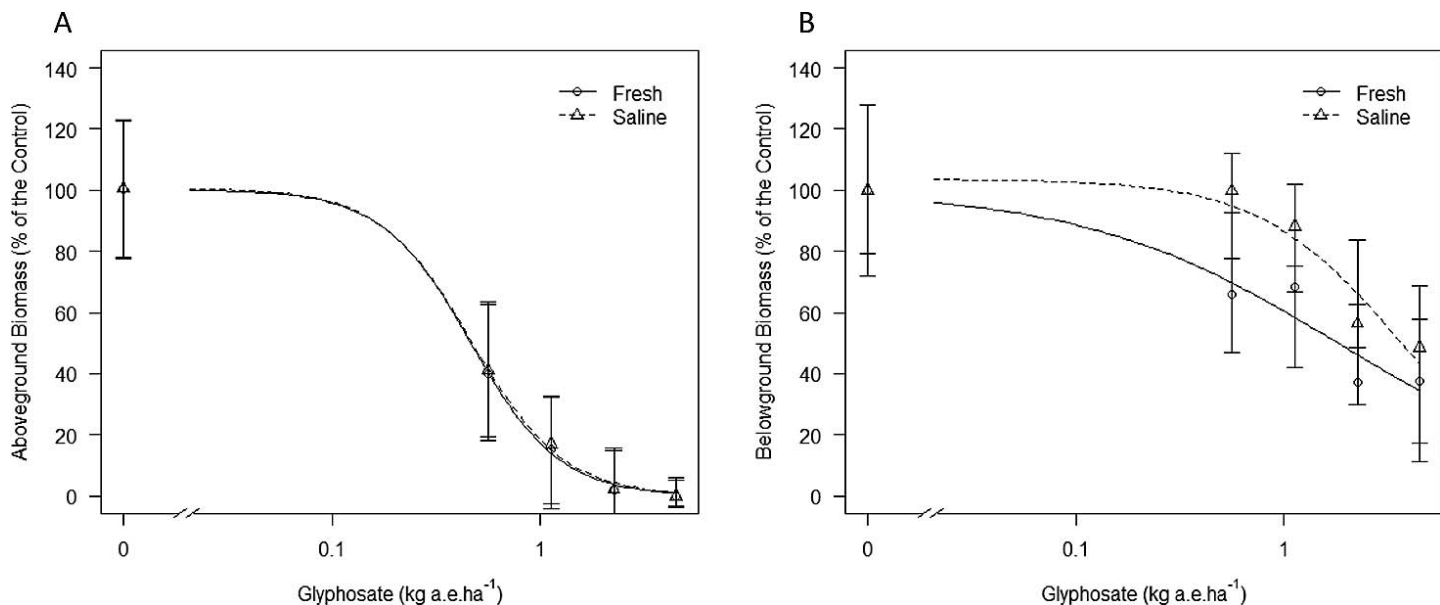 A
Aboveground Biomass (% of the Control)
140
120
100
80
60
40
20
0
Fresh
Saline
0
0.1
1
Glyphosate (kg a.e.ha⁻¹)
B
Belowground Biomass (% of the Control)
140
120
100
80
60
40
20
0
Fresh
Saline
0
0.1
1
Glyphosate (kg a.e.ha⁻¹)